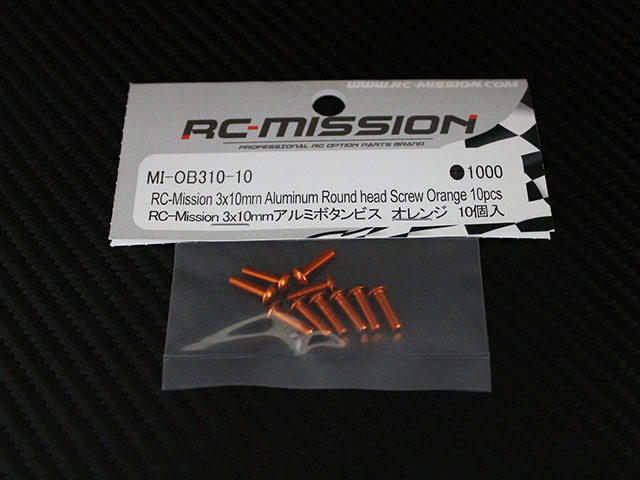 WWW.RC-MISSION.COM
RC-MISSION
PROFESSIONAL RC OPTION PARTS BRAND
MI-OB310-10 ●1000
RC-Mission 3x10mm Aluminum Round head Screw Orange 10pcs
RC-Mission 3x10mmアルミボタンビス オレンジ 10個入